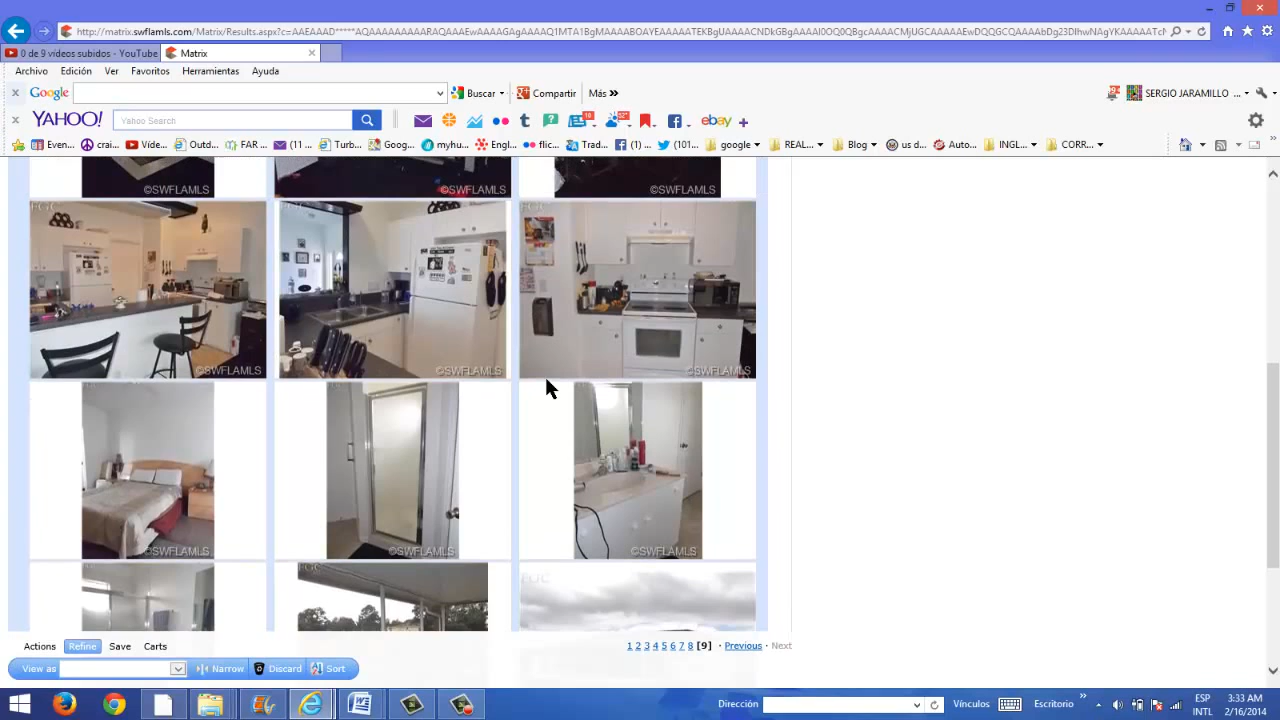 http://matrix.swflamls.com/Matrix/Results.aspx?c=
0 de 9 vídeos subidos - YouTube
Matrix
Archivo Edición Ver Favoritos Herramientas Ayuda
Google Buscar Compartir Más » SERGIO JARAMILLO ...
YAHOO! Yahoo Search ebay
Even... crai... Víde... Outd... FAR ... (11 ... Turb... Goog... myhu... Engl... flic... Trad... (1) ... (101... google REAL... Blog us d... Auto... INGL... CORR...
©SWFLAMLS ©SWFLAMLS ©SWFLAMLS
©SWFLAMLS ©SWFLAMLS ©SWFLAMLS
©SWFLAMLS ©SWFLAMLS ©SWFLAMLS
Actions Refine Save Carts 1 2 3 4 5 6 7 8 [9] · Previous · Next
View as Narrow Discard Sort
Dirección Vínculos Escritorio » ESP INTL 3:33 AM 2/16/2014